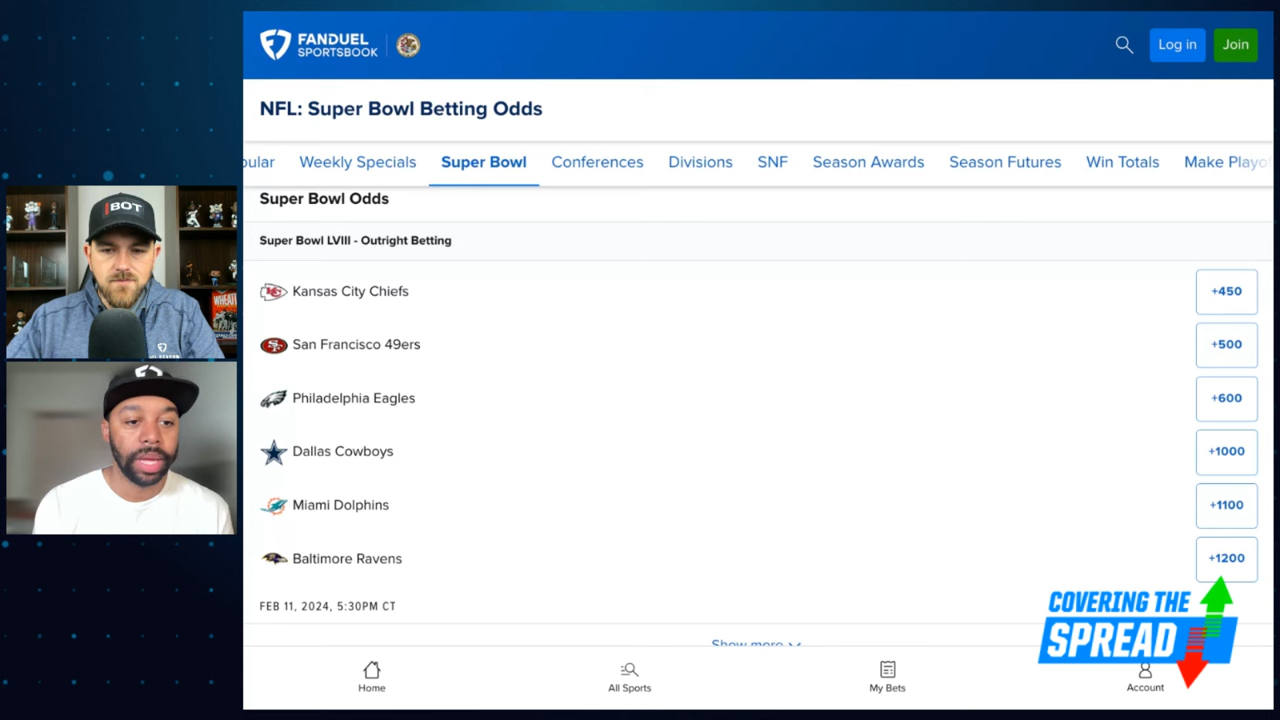 FANDUEL
SPORTSBOOK
Log in
Join
NFL: Super Bowl Betting Odds
pular Weekly Specials Super Bowl Conferences Divisions SNF Season Awards Season Futures Win Totals Make Playo
Super Bowl Odds
Super Bowl LVIII - Outright Betting
Kansas City Chiefs +450
San Francisco 49ers +500
Philadelphia Eagles +600
Dallas Cowboys +1000
Miami Dolphins +1100
Baltimore Ravens +1200
FEB 11, 2024, 5:30PM CT
Show more
Home
All Sports
My Bets
Account
COVERING THE
SPREAD
BOT